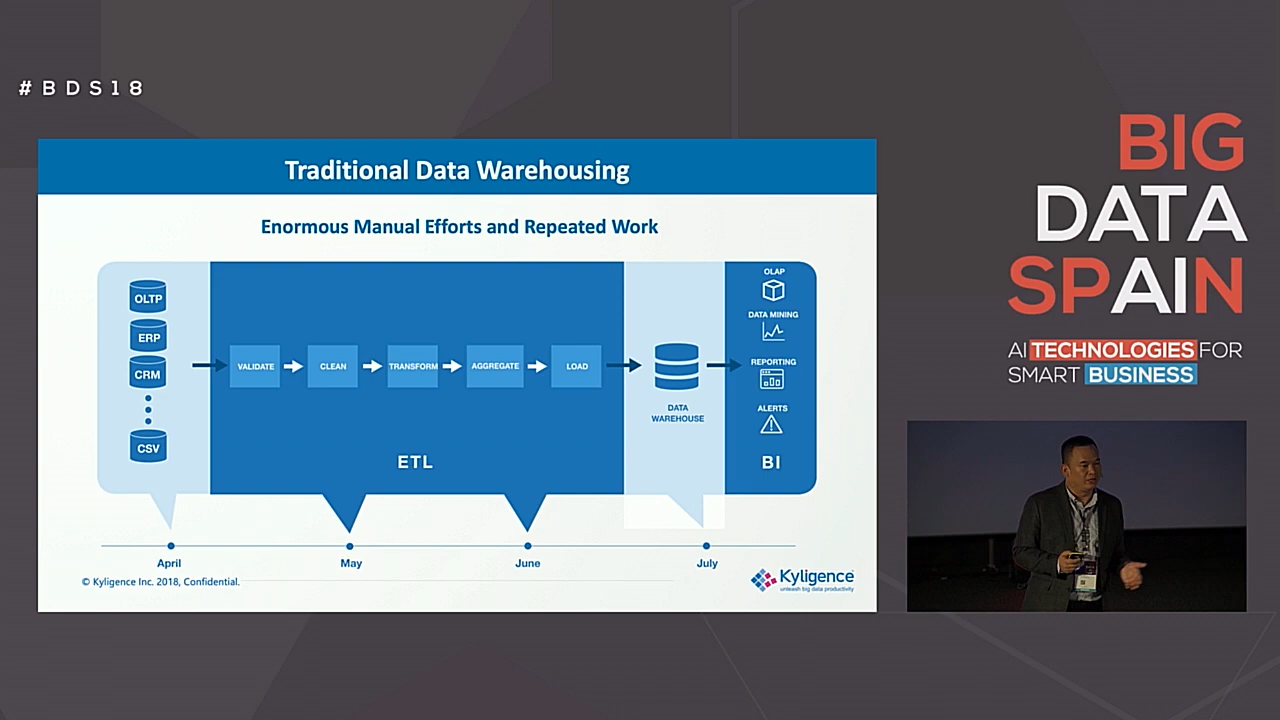 #BDS18
Traditional Data Warehousing
Enormous Manual Efforts and Repeated Work
OLTP
ERP
CRM
CSV
VALIDATE
CLEAN
TRANSFORM
AGGREGATE
LOAD
ETL
DATA
WAREHOUSE
OLAP
DATA MINING
REPORTING
ALERTS
BI
April
May
June
July
© Kyligence Inc. 2018, Confidential.
Kyligence
unleash big data productivity
BIG
DATA
SPAIN
AI TECHNOLOGIES FOR
SMART BUSINESS